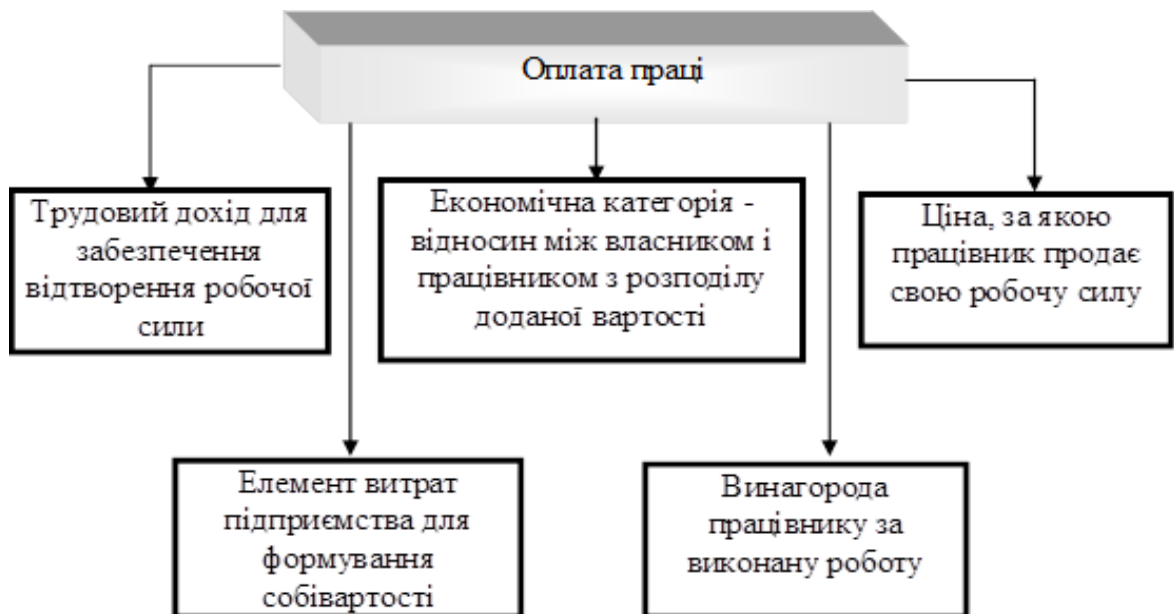 Оплата праці
Трудовий дохід для
забезпечення
відтворення робочої
сили
Економічна категорія -
відносин між власником і
працівником з розподілу
доданої вартості
Ціна, за якою
працівник продає
свою робочу силу
Елемент витрат
підприємства для
формування
собівартості
Винагорода
працівнику за
виконану роботу